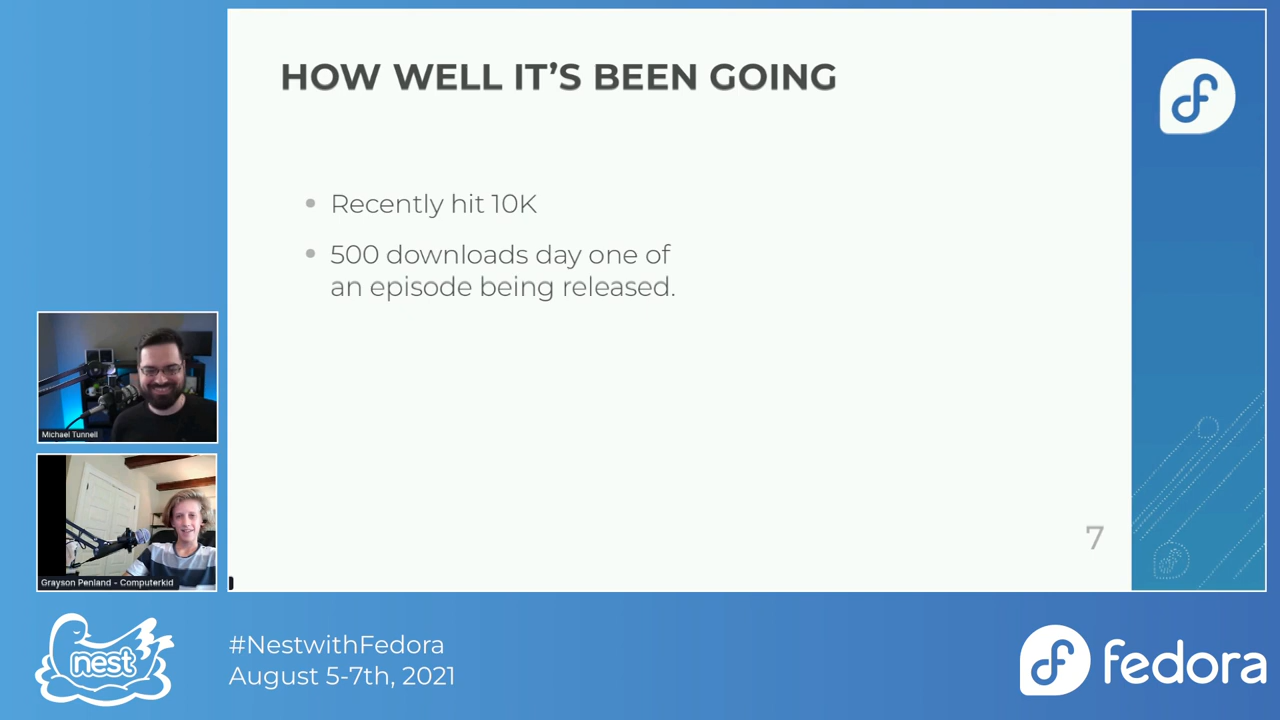 HOW WELL IT’S BEEN GOING
Recently hit 10K
500 downloads day one of
an episode being released.
7
Michael Tunnell
Grayson Penland - Computerkid
nest
#NestwithFedora
August 5-7th, 2021
fedora